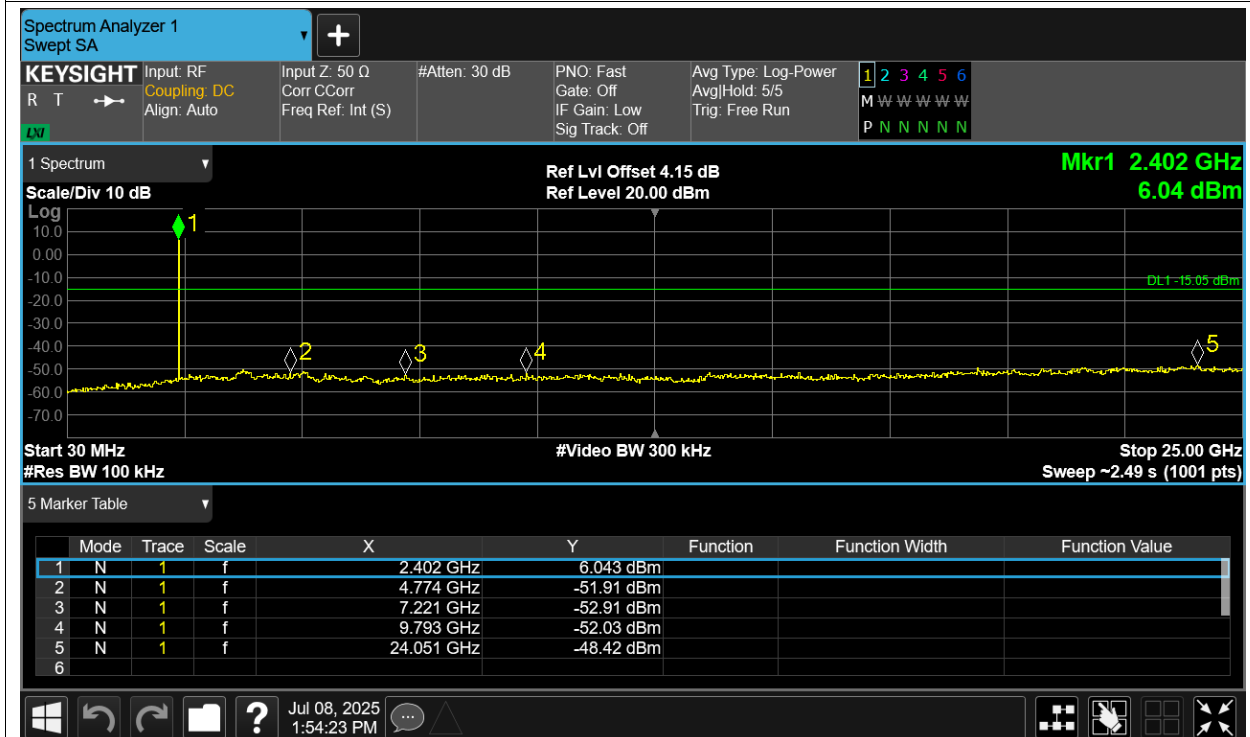 Spectrum Analyzer 1
Swept SA
KEYSIGHT
R T
LXI
Input: RF
Coupling: DC
Align: Auto
Input Z: 50 Ω
Corr CCorr
Freq Ref: Int (S)
#Atten: 30 dB
PNO: Fast
Gate: Off
IF Gain: Low
Sig Track: Off
Avg Type: Log-Power
Avg|Hold: 5/5
Trig: Free Run
1 2 3 4 5 6
M W W W W W
P N N N N N
1 Spectrum
Scale/Div 10 dB
Ref Lvl Offset 4.15 dB
Ref Level 20.00 dBm
Mkr1 2.402 GHz
6.04 dBm
Log
10.0
0.00
-10.0
-20.0
-30.0
-40.0
-50.0
-60.0
-70.0
1
2
3
4
5
DL1 -15.05 dBm
Start 30 MHz
#Video BW 300 kHz
Stop 25.00 GHz
#Res BW 100 kHz
Sweep ~2.49 s (1001 pts)
5 Marker Table
Mode Trace Scale X Y Function Function Width Function Value
1 N 1 f 2.402 GHz 6.043 dBm
2 N 1 f 4.774 GHz -51.91 dBm
3 N 1 f 7.221 GHz -52.91 dBm
4 N 1 f 9.793 GHz -52.03 dBm
5 N 1 f 24.051 GHz -48.42 dBm
6
?
Jul 08, 2025
1:54:23 PM